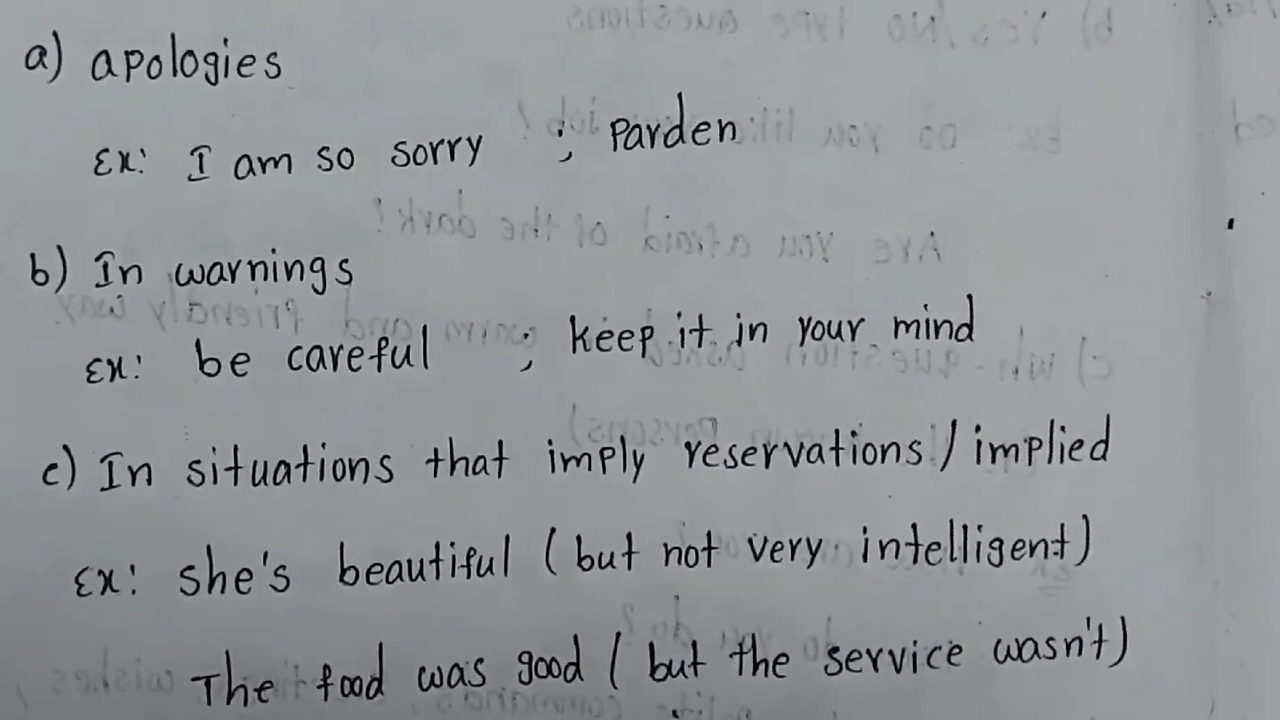 a) apologies
Ex: I am so sorry ; Parden
b) In warnings
Ex: be careful ; keep it in your mind
c) In situations that imply reservations / implied
Ex: she's beautiful (but not very intelligent)
The food was good ( but the service wasn't)